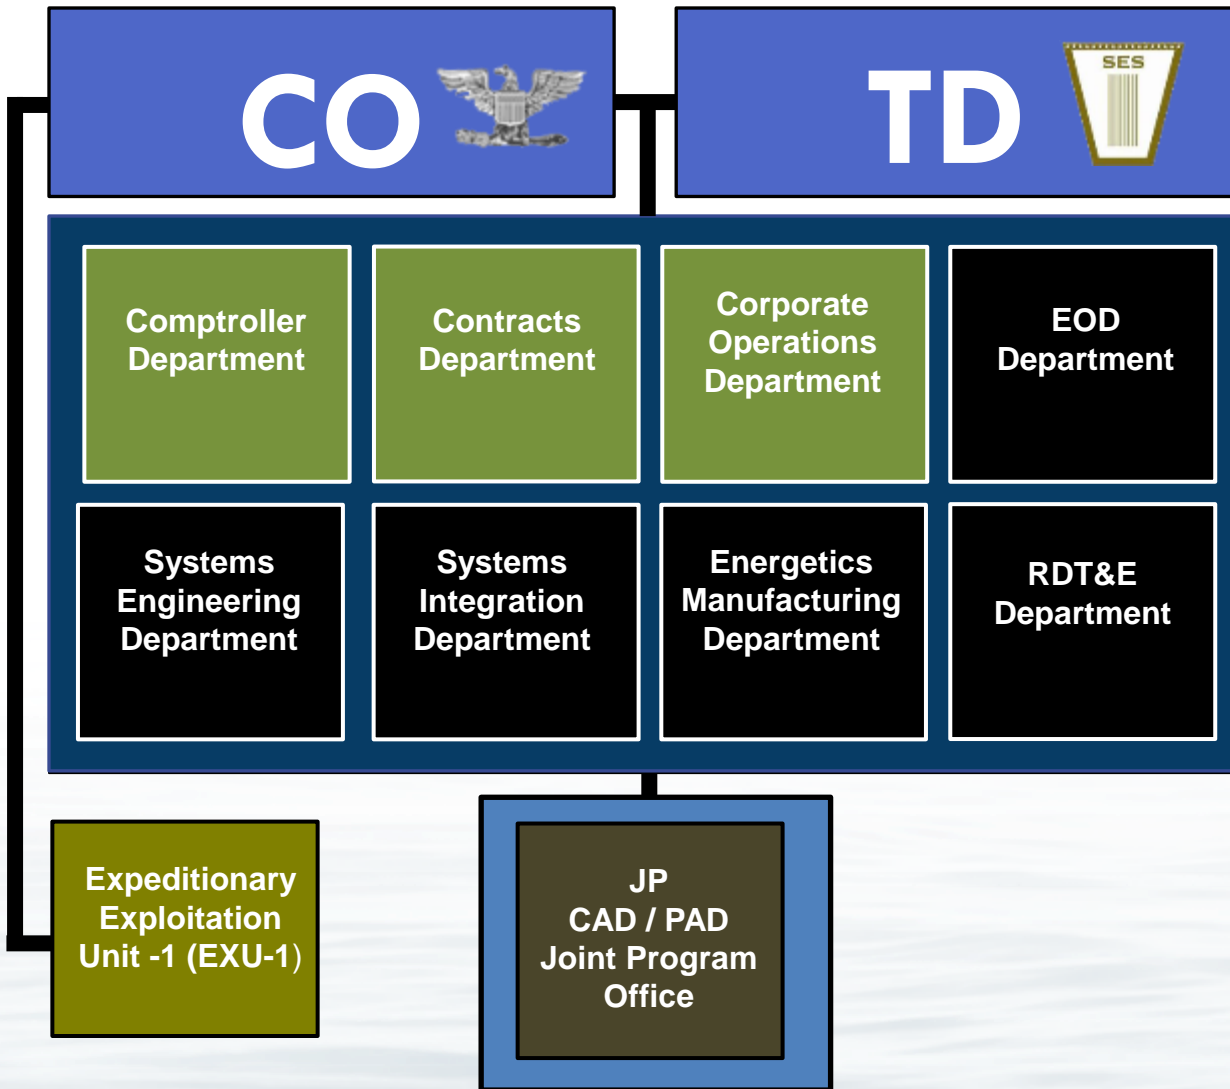 CO
TD
SES
Comptroller
Department
Contracts
Department
Corporate
Operations
Department
EOD
Department
Systems
Engineering
Department
Systems
Integration
Department
Energetics
Manufacturing
Department
RDT&E
Department
Expeditionary
Exploitation
Unit -1 (EXU-1)
JP
CAD / PAD
Joint Program
Office